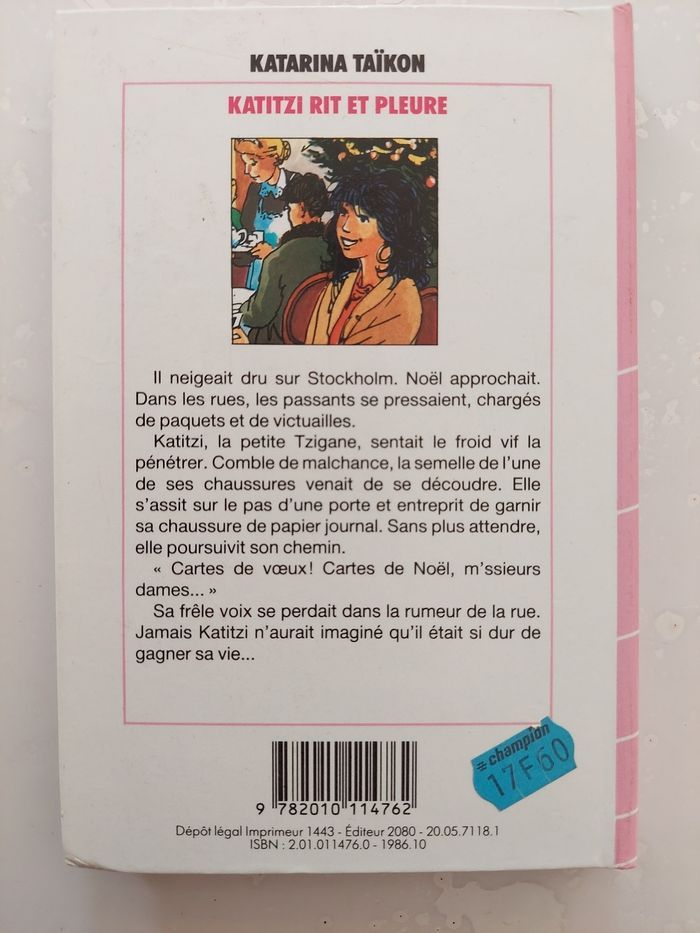 KATARINA TAÏKON
KATITZI RIT ET PLEURE
Il neigeait dru sur Stockholm. Noël approchait.
Dans les rues, les passants se pressaient, chargés
de paquets et de victuailles.
Katitzi, la petite Tzigane, sentait le froid vif la
pénétrer. Comble de malchance, la semelle de l'une
de ses chaussures venait de se découdre. Elle
s'assit sur le pas d'une porte et entreprit de garnir
sa chaussure de papier journal. Sans plus attendre,
elle poursuivit son chemin.
« Cartes de vœux! Cartes de Noël, m'ssieurs
dames... »
Sa frêle voix se perdait dans la rumeur de la rue.
Jamais Katitzi n'aurait imaginé qu'il était si dur de
gagner sa vie...
champion
17F60
9 782010 114762
Dépôt légal Imprimeur 1443 - Éditeur 2080 - 20.05.7118.1
ISBN : 2.01.011476.0 - 1986.10